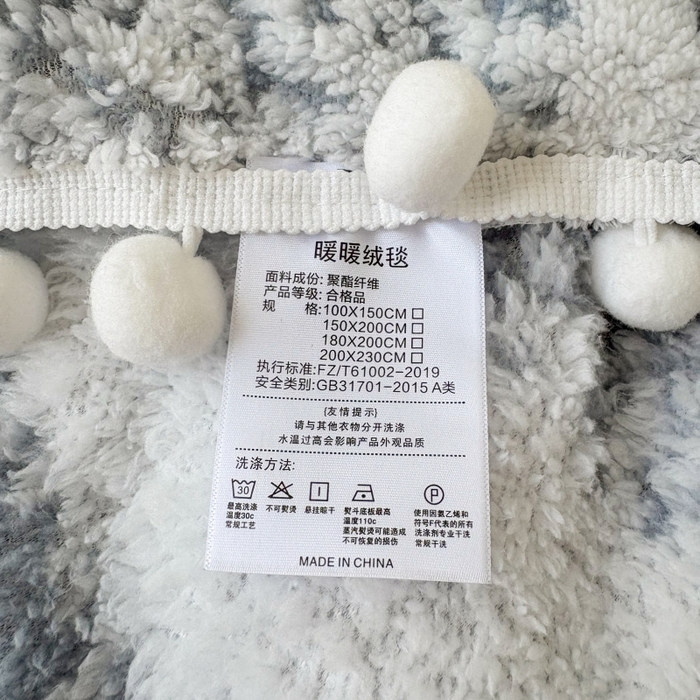 暖暖绒毯
面料成份: 聚酯纤维
产品等级: 合格品
规 格:100X150CM
150X200CM
180X200CM
200X230CM
执行标准:FZ/T61002-2019
安全类别:GB31701-2015 A类
(友情提示)
请与其他衣物分开洗涤
水温过高会影响产品外观品质
洗涤方法:
30
P
最高洗涤
温度30c
常规工艺
不可熨烫
悬挂晾干
熨斗底板最高
温度110c
蒸汽熨烫可能造成
不可恢复的损伤
使用因氨乙烯和
符号F代表的所有
洗涤剂专业干洗
常规干洗
MADE IN CHINA